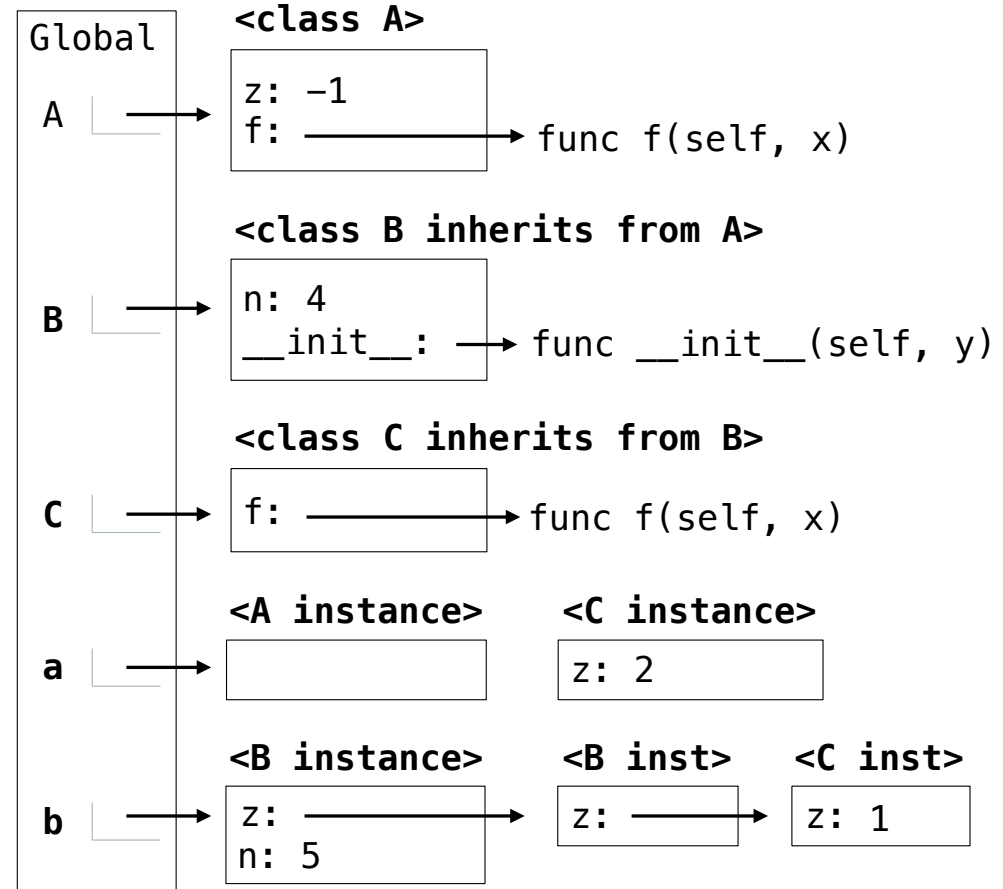 Global
<class A>
A
z: −1
f:
func f(self, x)
<class B inherits from A>
B
n: 4
__init__:
func __init__(self, y)
<class C inherits from B>
C
f:
func f(self, x)
<A instance>
<C instance>
a
z: 2
<B instance>
<B inst>
<C inst>
b
z:
n: 5
z:
z: 1